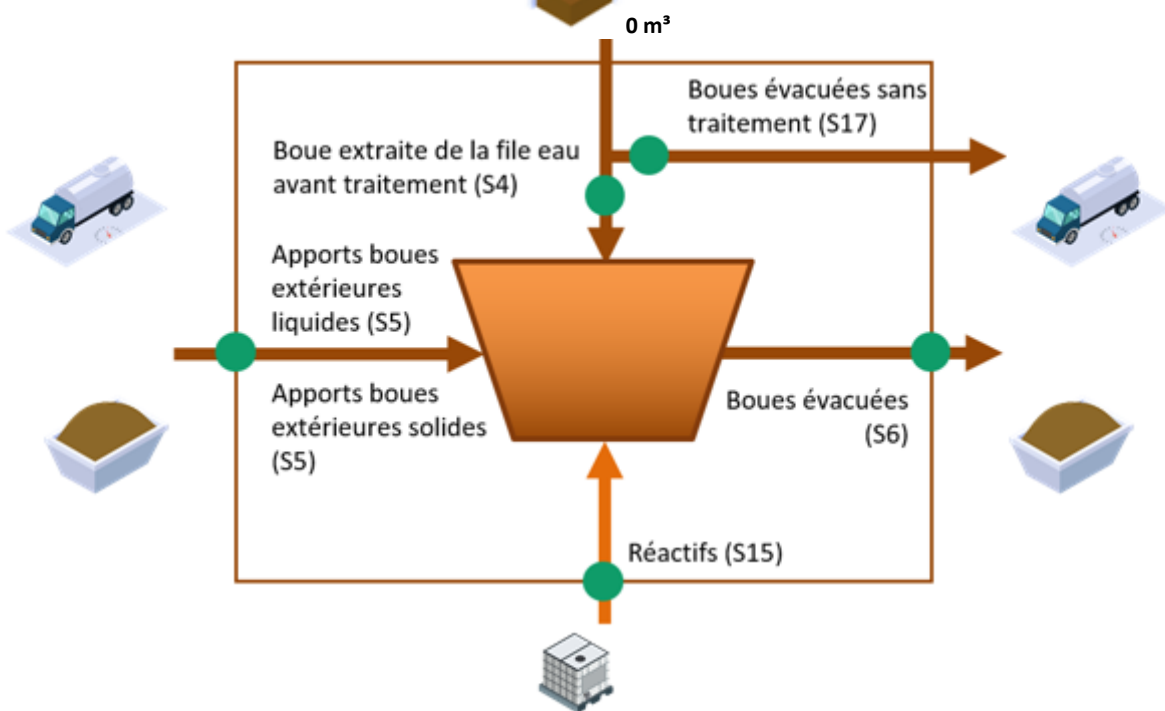 0 m³
Boues évacuées sans
traitement (S17)
Boue extraite de la file eau
avant traitement (S4)
Apports boues
extérieures
liquides (S5)
Apports boues
extérieures solides
(S5)
Boues évacuées
(S6)
Réactifs (S15)